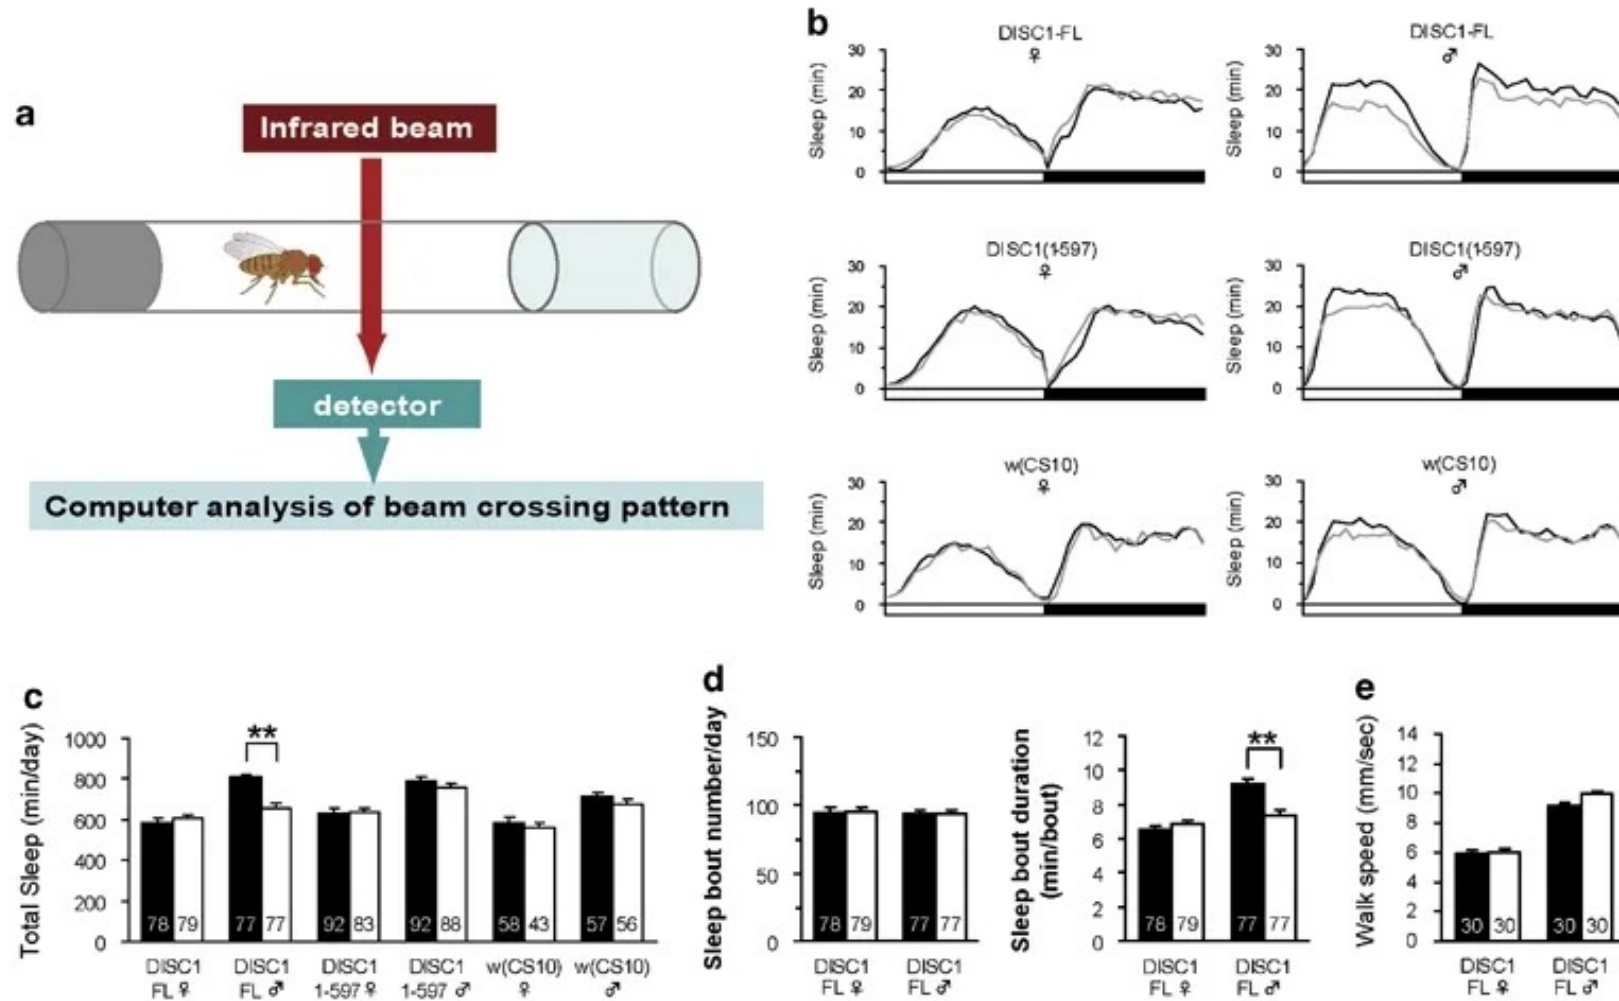 a
Infrared beam
detector
Computer analysis of beam crossing pattern
b
DISC1-FL
♀
Sleep (min)
30
20
10
0
DISC1-FL
♂
Sleep (min)
30
20
10
0
DISC1(1-597)
♀
Sleep (min)
30
20
10
0
DISC1(1-597)
♂
Sleep (min)
30
20
10
0
w(CS10)
♀
Sleep (min)
30
20
10
0
w(CS10)
♂
Sleep (min)
30
20
10
0
c
Total Sleep (min/day)
1000
800
600
400
200
0
**
78 79 77 77 92 83 92 88 58 43 57 56
DISC1 DISC1 DISC1 DISC1 w(CS10) w(CS10)
FL ♀ FL ♂ 1-597 ♀ 1-597 ♂ ♀ ♂
d
Sleep bout number/day
150
100
50
0
78 79 77 77
DISC1 DISC1
FL ♀ FL ♂
Sleep bout duration
(min/bout)
12
10
8
6
4
2
0
**
78 79 77 77
DISC1 DISC1
FL ♀ FL ♂
e
Walk speed (mm/sec)
14
12
10
8
6
4
2
0
30 30 30 30
DISC1 DISC1
FL ♀ FL ♂